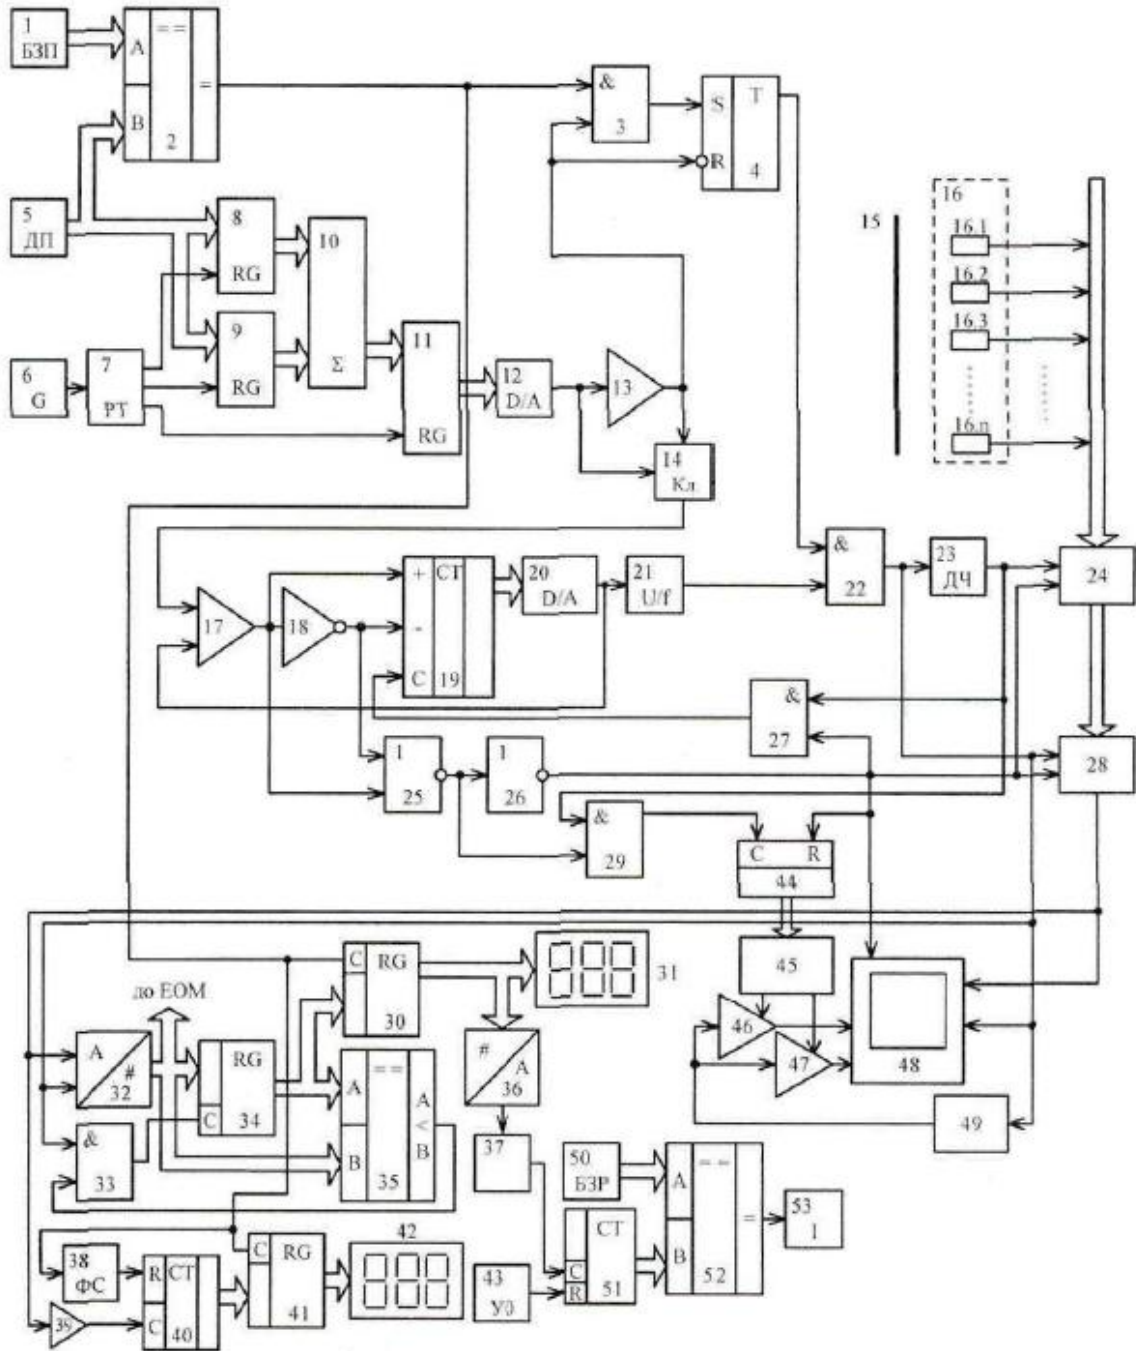 1
БЗП
A
==
=
B
2
&
3
S
T
R
4
5
ДП
8
RG
9
RG
10
Σ
11
RG
6
G
7
РТ
12
D/A
13
14
Кл.
15
16
16.1
16.2
16.3
16.n
17
18
+
CT
-
C
19
20
D/A
21
U/f
&
22
23
ДЧ
24
&
27
28
1
25
1
26
&
29
C
R
44
45
46
47
48
49
до ЕОМ
C
RG
30
31
A
#
32
RG
C
34
==
A
A
<
B
B
35
#
A
36
&
33
37
50
БЗР
A
==
=
B
52
53
1
38
ФС
39
R
CT
C
40
C
RG
41
42
43
У0
CT
C
R
51